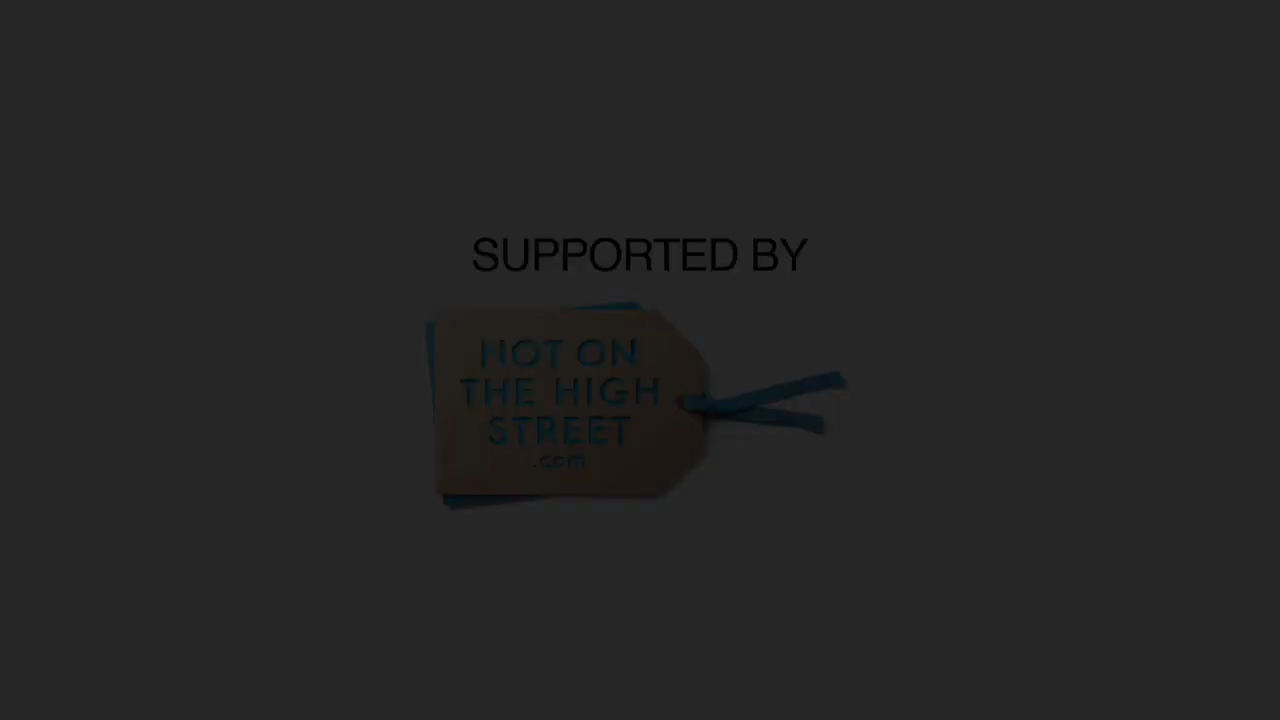 SUPPORTED BY
NOT ON
THE HIGH
STREET
.com